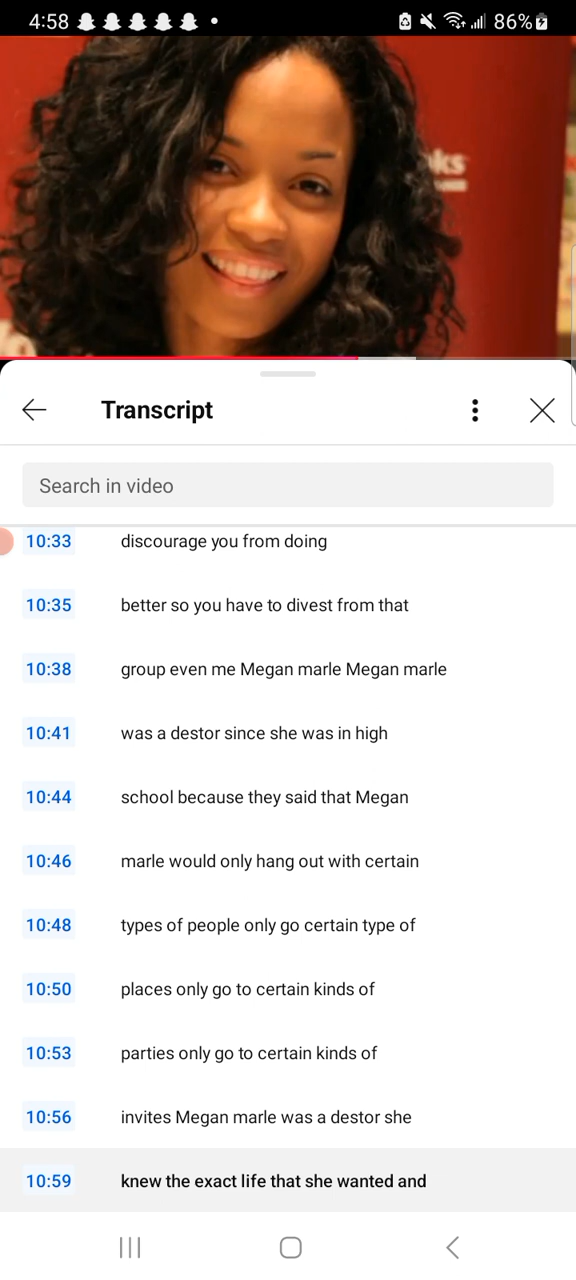 4:58
86%
ks
Transcript
Search in video
10:33 discourage you from doing
10:35 better so you have to divest from that
10:38 group even me Megan marle Megan marle
10:41 was a destor since she was in high
10:44 school because they said that Megan
10:46 marle would only hang out with certain
10:48 types of people only go certain type of
10:50 places only go to certain kinds of
10:53 parties only go to certain kinds of
10:56 invites Megan marle was a destor she
10:59 knew the exact life that she wanted and